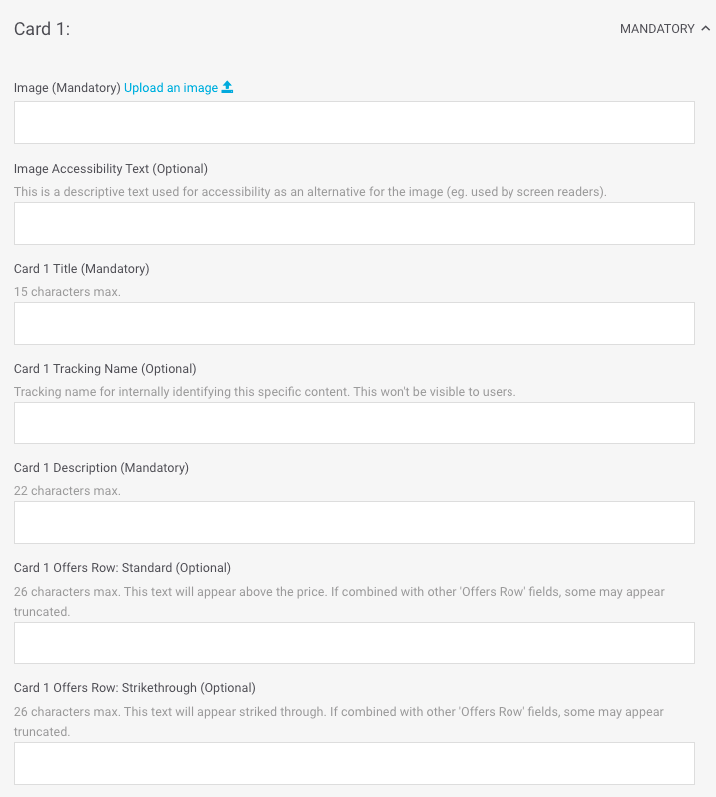 Card 1:
MANDATORY
Image (Mandatory) Upload an image
Image Accessibility Text (Optional)
This is a descriptive text used for accessibility as an alternative for the image (eg. used by screen readers).
Card 1 Title (Mandatory)
15 characters max.
Card 1 Tracking Name (Optional)
Tracking name for internally identifying this specific content. This won't be visible to users.
Card 1 Description (Mandatory)
22 characters max.
Card 1 Offers Row: Standard (Optional)
26 characters max. This text will appear above the price. If combined with other 'Offers Row' fields, some may appear
truncated.
Card 1 Offers Row: Strikethrough (Optional)
26 characters max. This text will appear striked through. If combined with other 'Offers Row' fields, some may appear
truncated.